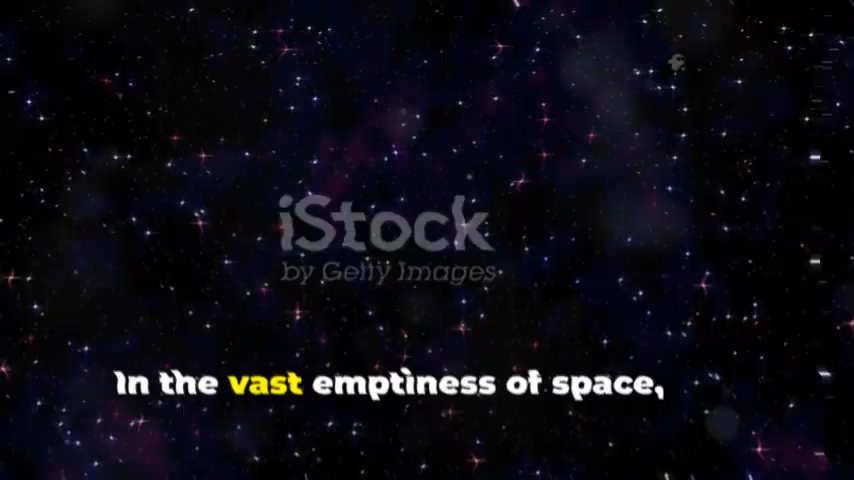 iStock
by Getty Images
In the vast emptiness of space,